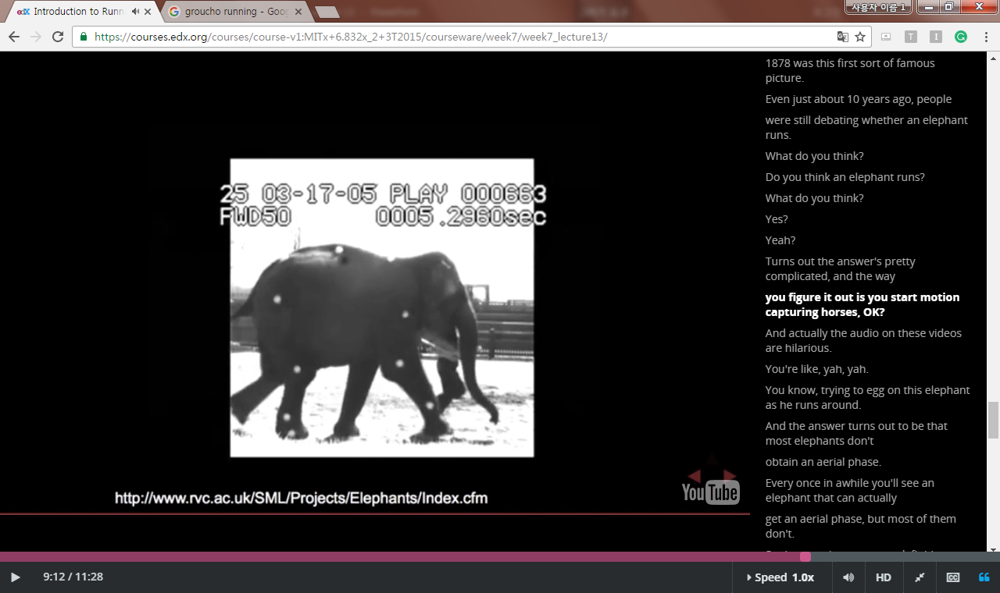 Introduction to Runn
groucho running - Goo
사용자 이름 1
https://courses.edx.org/courses/course-v1:MITx+6.832x_2+3T2015/courseware/week7/week7_lecture13/
25 03-17-05 PLAY 000663
FWD50 0005.2960sec
http://www.rvc.ac.uk/SML/Projects/Elephants/Index.cfm
YouTube
1878 was this first sort of famous
picture.
Even just about 10 years ago, people
were still debating whether an elephant
runs.
What do you think?
Do you think an elephant runs?
What do you think?
Yes?
Yeah?
Turns out the answer's pretty
complicated, and the way
you figure it out is you start motion
capturing horses, OK?
And actually the audio on these videos
are hilarious.
You're like, yah, yah.
You know, trying to egg on this elephant
as he runs around.
And the answer turns out to be that
most elephants don't
obtain an aerial phase.
Every once in awhile you'll see an
elephant that can actually
get an aerial phase, but most of them
don't.
9:12 / 11:28
Speed 1.0x
HD
CC